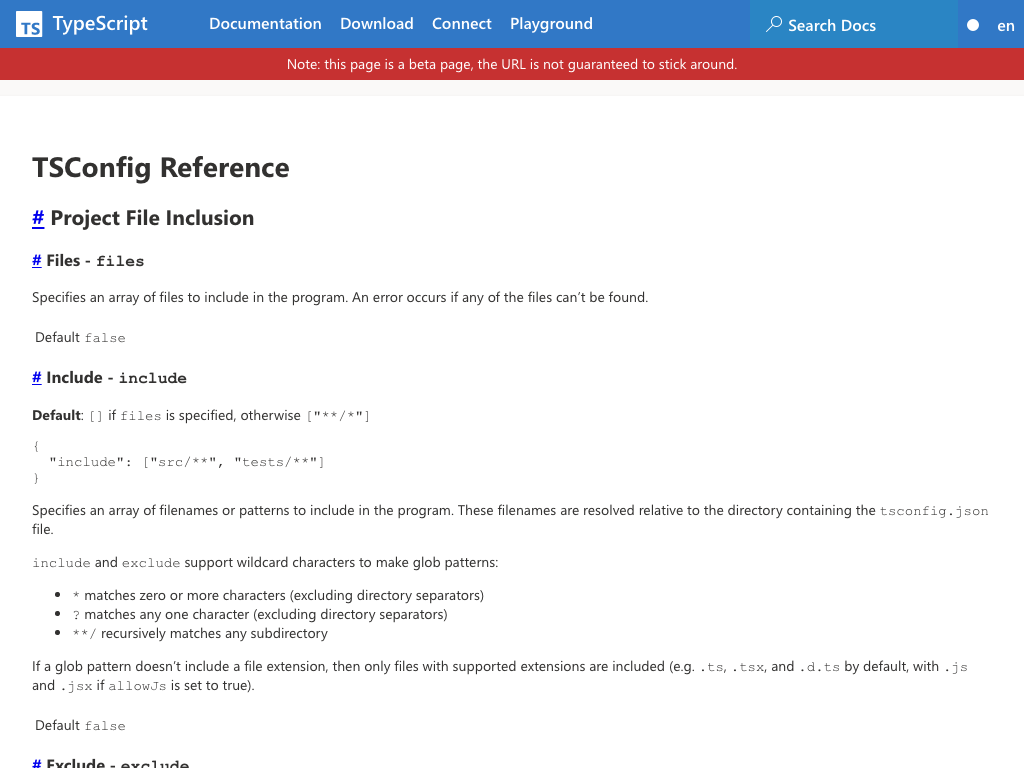 TS TypeScript Documentation Download Connect Playground Search Docs en
Note: this page is a beta page, the URL is not guaranteed to stick around.
TSConfig Reference
# Project File Inclusion
# Files - files
Specifies an array of files to include in the program. An error occurs if any of the files can’t be found.
Default false
# Include - include
Default: [] if files is specified, otherwise ["**/*"]
{
  "include": ["src/**", "tests/**"]
}
Specifies an array of filenames or patterns to include in the program. These filenames are resolved relative to the directory containing the tsconfig.json
file.
include and exclude support wildcard characters to make glob patterns:
• * matches zero or more characters (excluding directory separators)
• ? matches any one character (excluding directory separators)
• **/ recursively matches any subdirectory
If a glob pattern doesn’t include a file extension, then only files with supported extensions are included (e.g. .ts, .tsx, and .d.ts by default, with .js
and .jsx if allowJs is set to true).
Default false
# Exclude - exclude